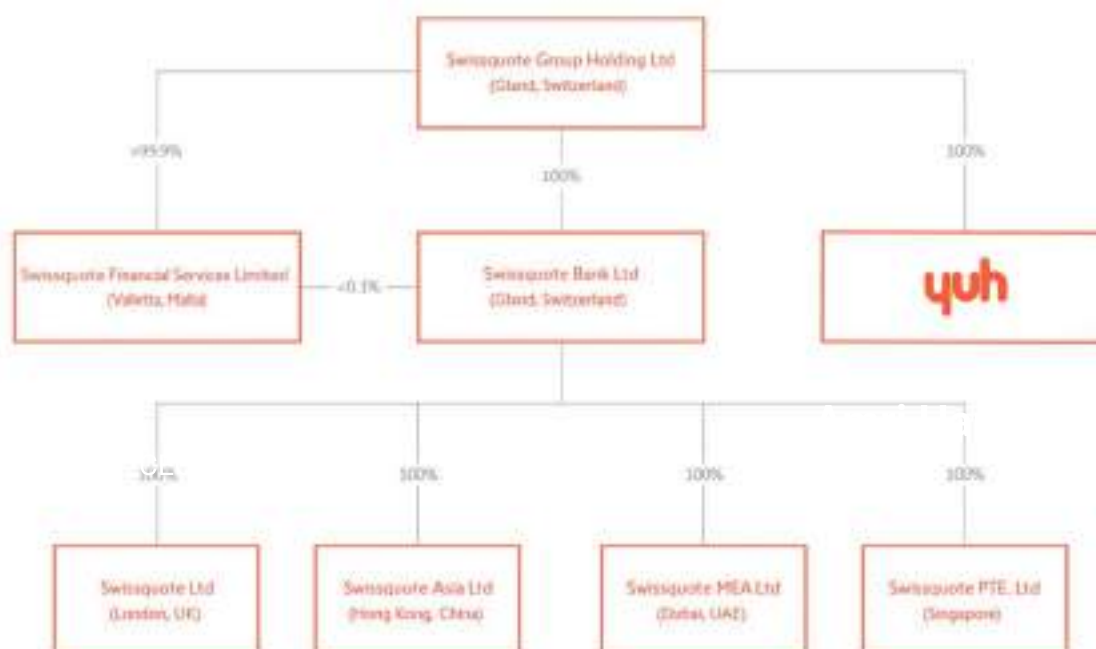 Swissquote Group Holding Ltd
(Gland, Switzerland)
>99.9%
100%
100%
Swissquote Financial Services Limited
(Valletta, Malta)
<0.1%
Swissquote Bank Ltd
(Gland, Switzerland)
yuh
100%
100%
100%
100%
Swissquote Ltd
(London, UK)
Swissquote Asia Ltd
(Hong Kong, China)
Swissquote MEA Ltd
(Dubai, UAE)
Swissquote PTE. Ltd
(Singapore)